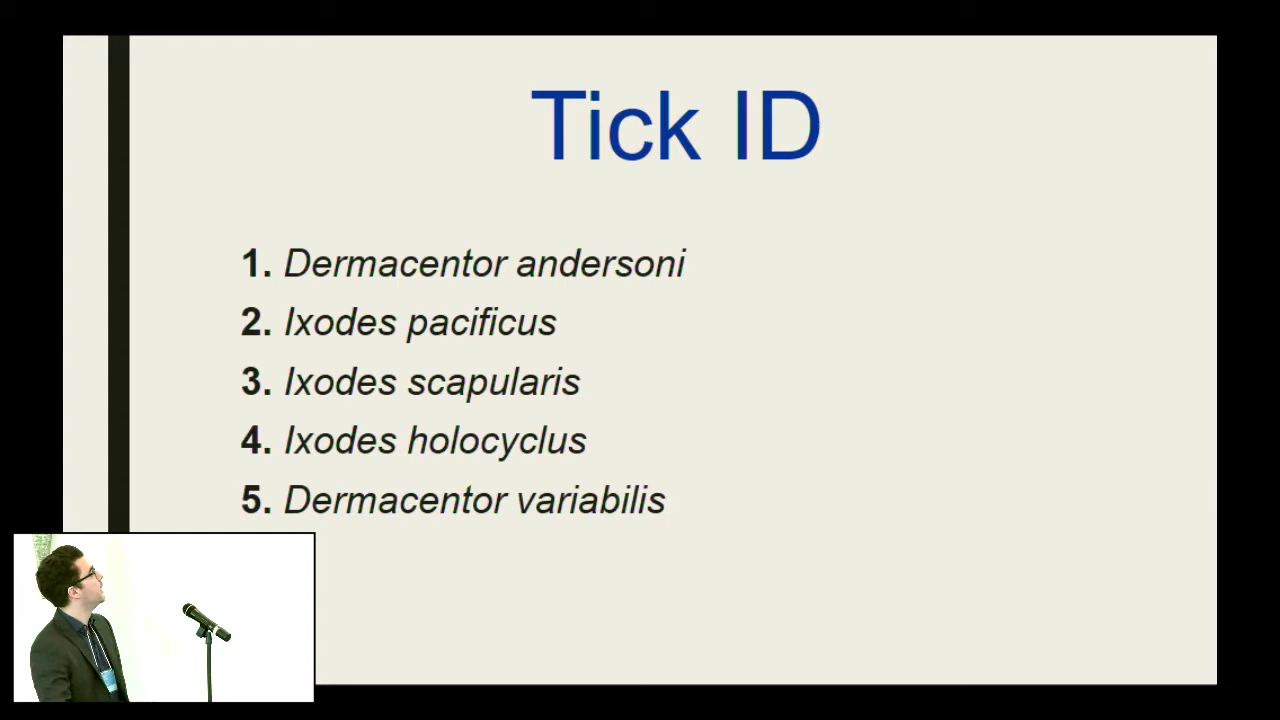 Tick ID
1. Dermacentor andersoni
2. Ixodes pacificus
3. Ixodes scapularis
4. Ixodes holocyclus
5. Dermacentor variabilis